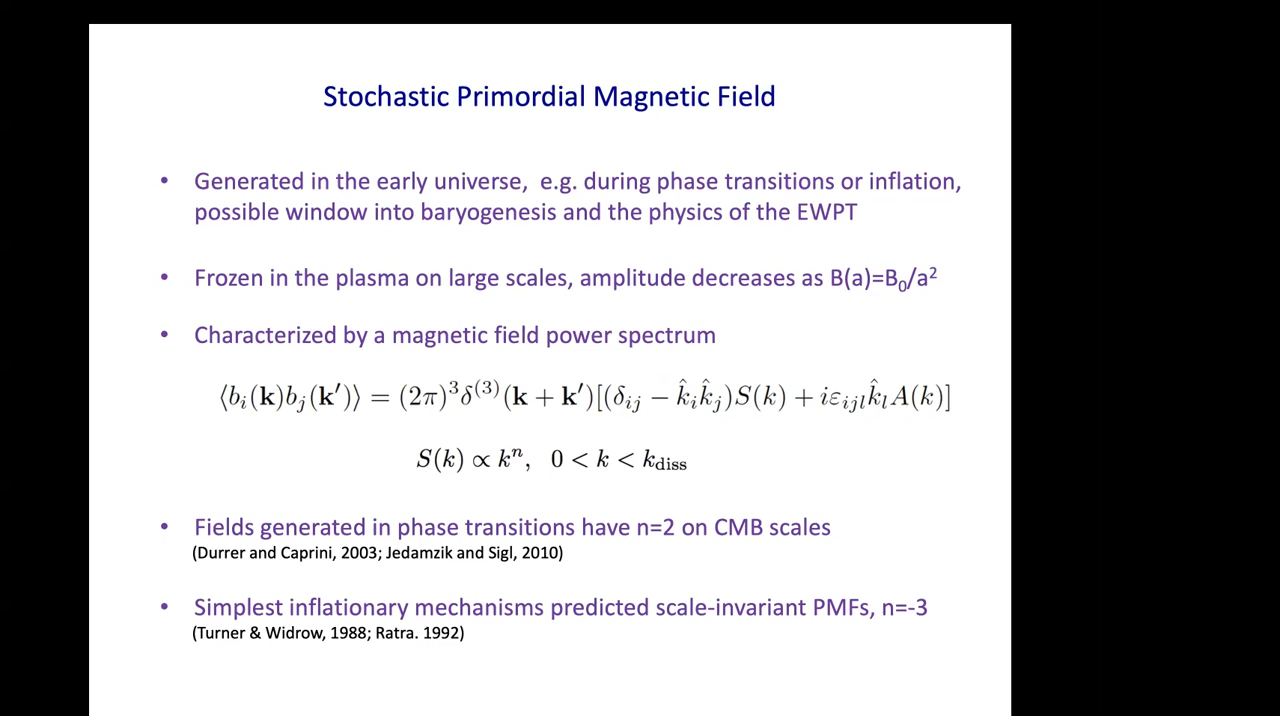 Stochastic Primordial Magnetic Field
• Generated in the early universe, e.g. during phase transitions or inflation,
possible window into baryogenesis and the physics of the EWPT
• Frozen in the plasma on large scales, amplitude decreases as B(a)=B₀/a²
• Characterized by a magnetic field power spectrum
⟨bᵢ(𝐤)bⱼ(𝐤′)⟩ = (2π)³δ⁽³⁾(𝐤 + 𝐤′)[(δᵢⱼ − k̂ᵢk̂ⱼ)S(k) + iεᵢⱼₗk̂ₗA(k)]
S(k) ∝ kⁿ, 0 < k < k_diss
• Fields generated in phase transitions have n=2 on CMB scales
(Durrer and Caprini, 2003; Jedamzik and Sigl, 2010)
• Simplest inflationary mechanisms predicted scale-invariant PMFs, n=-3
(Turner & Widrow, 1988; Ratra. 1992)